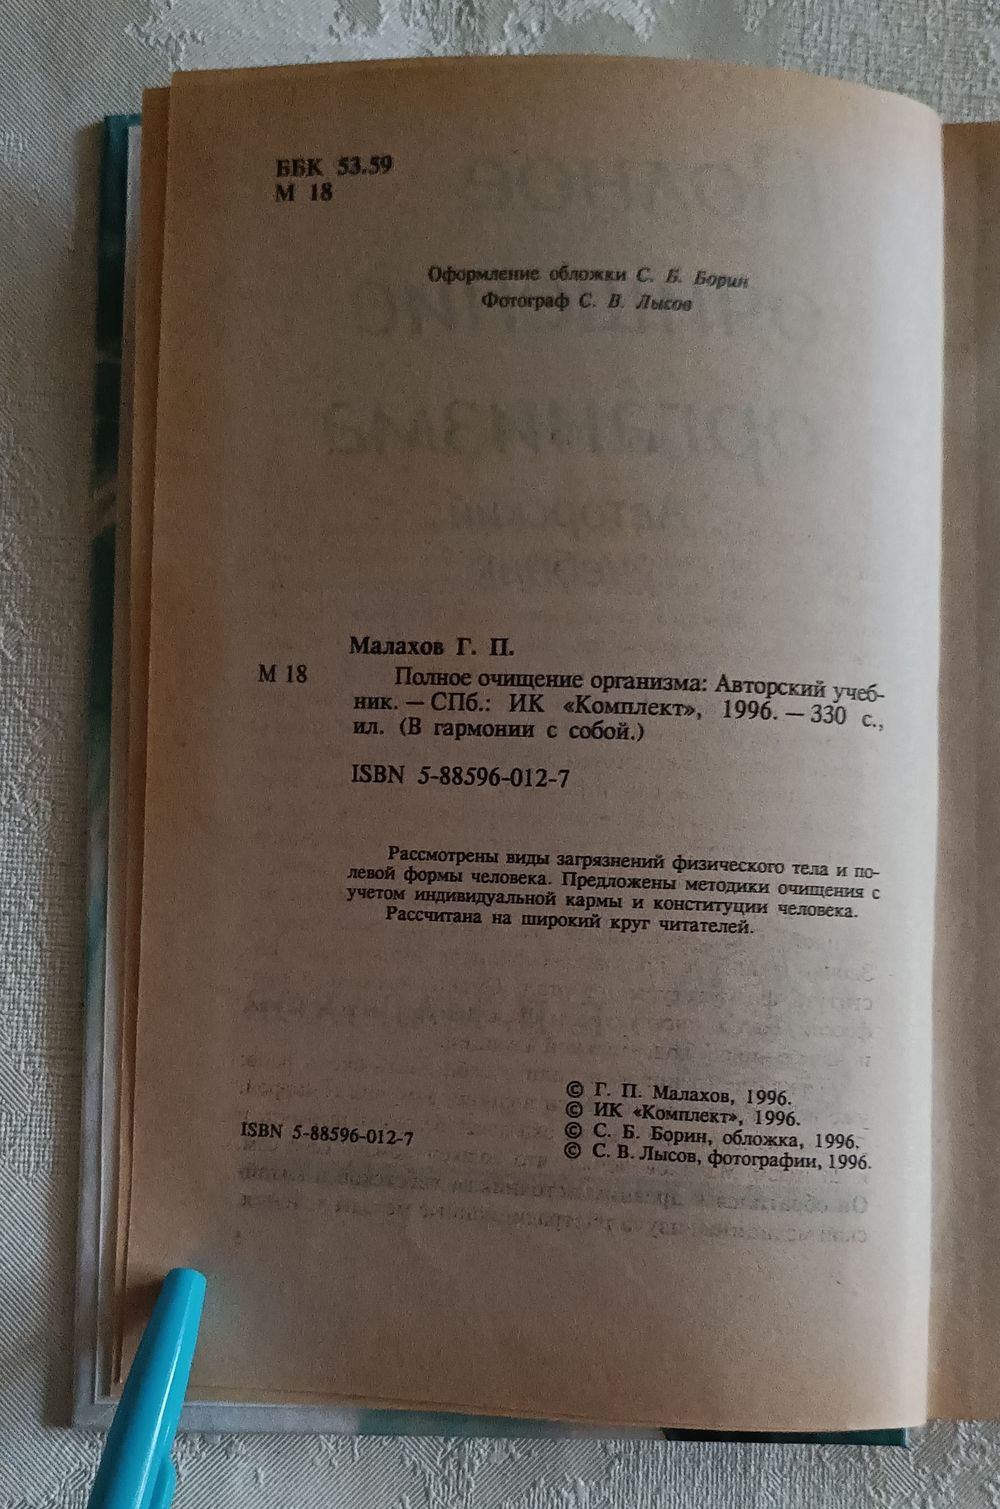 ББК 53.59
М 18
Оформление обложки С. Б. Борин
Фотограф С. В. Лысов
Малахов Г. П.
М 18 Полное очищение организма: Авторский учеб-
ник. — СПб.: ИК «Комплект», 1996. — 330 с.,
ил. (В гармонии с собой.)
ISBN 5-88596-012-7
Рассмотрены виды загрязнений физического тела и по-
левой формы человека. Предложены методики очищения с
учетом индивидуальной кармы и конституции человека.
Рассчитана на широкий круг читателей.
© Г. П. Малахов, 1996.
© ИК «Комплект», 1996.
ISBN 5-88596-012-7 © С. Б. Борин, обложка, 1996.
© С. В. Лысов, фотографии, 1996.